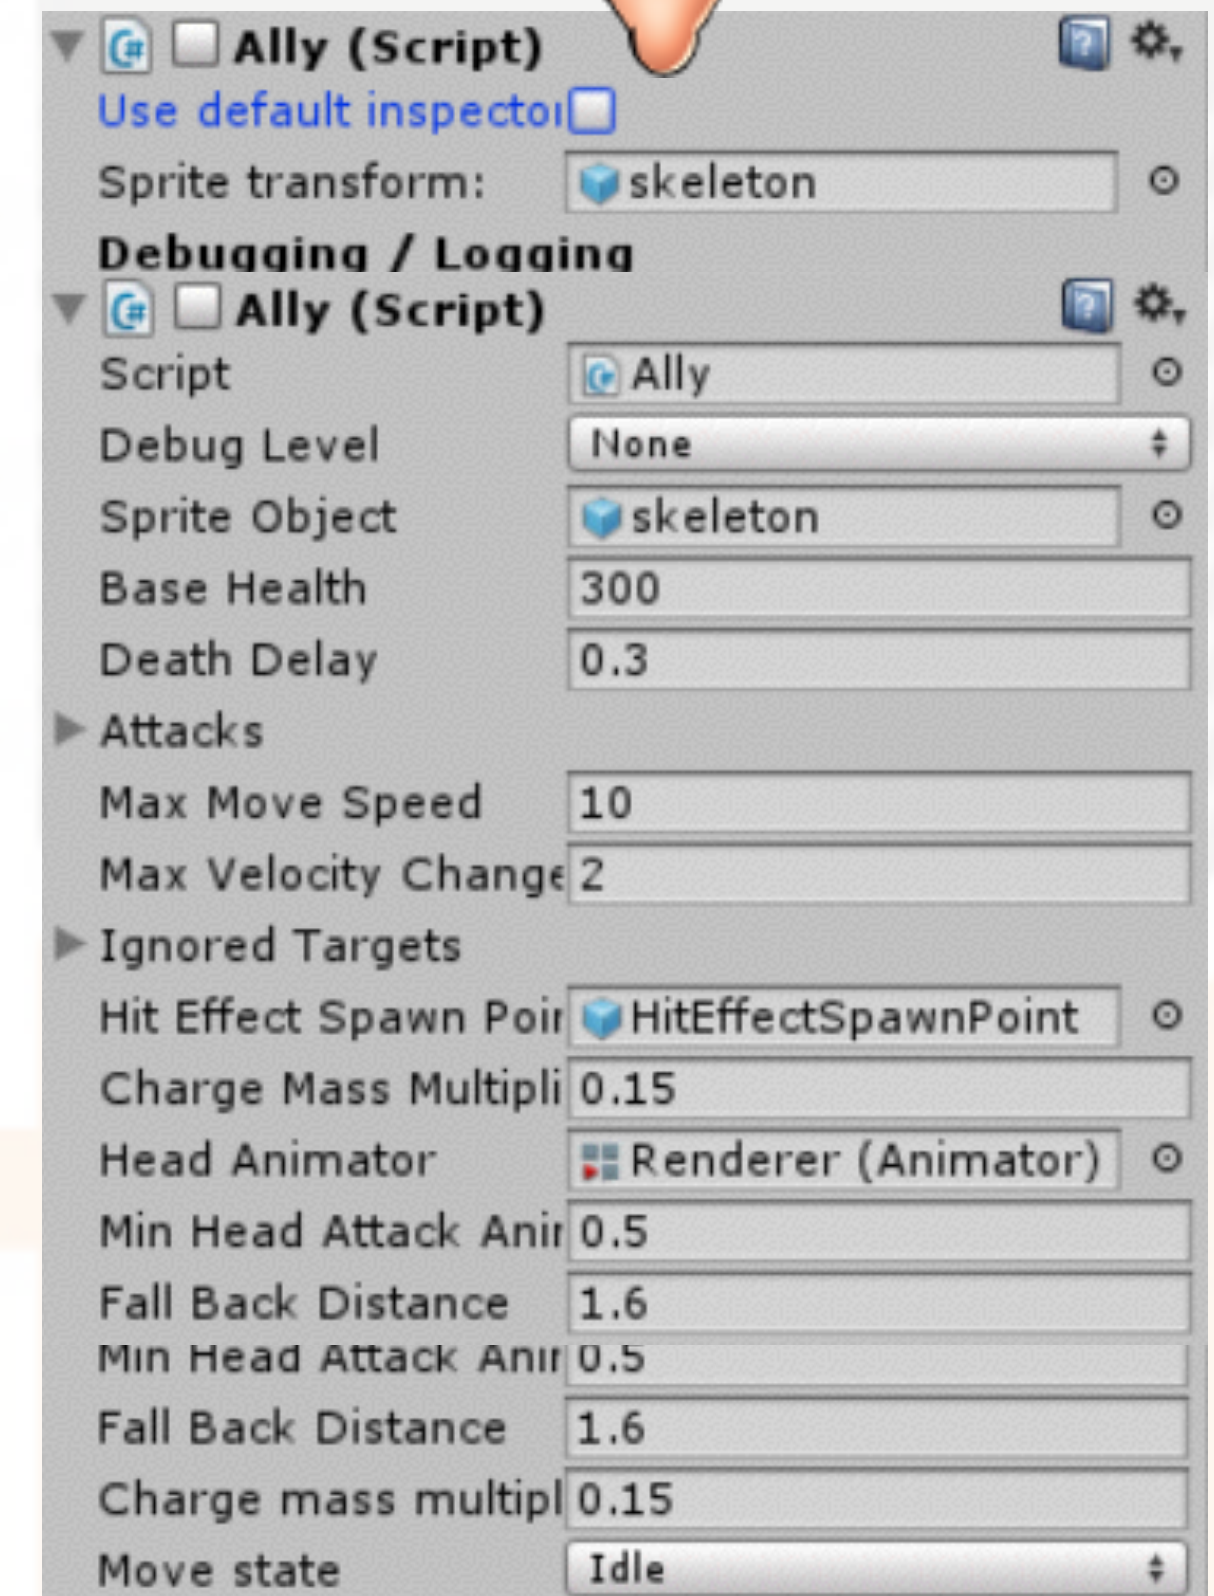 Ally (Script)
Use default inspector
Sprite transform: skeleton
Debugging / Logging
Ally (Script)
Script Ally
Debug Level None
Sprite Object skeleton
Base Health 300
Death Delay 0.3
Attacks
Max Move Speed 10
Max Velocity Change 2
Ignored Targets
Hit Effect Spawn Poin HitEffectSpawnPoint
Charge Mass Multipli 0.15
Head Animator Renderer (Animator)
Min Head Attack Anim 0.5
Fall Back Distance 1.6
Min Head Attack Anim 0.5
Fall Back Distance 1.6
Charge mass multipl 0.15
Move state Idle